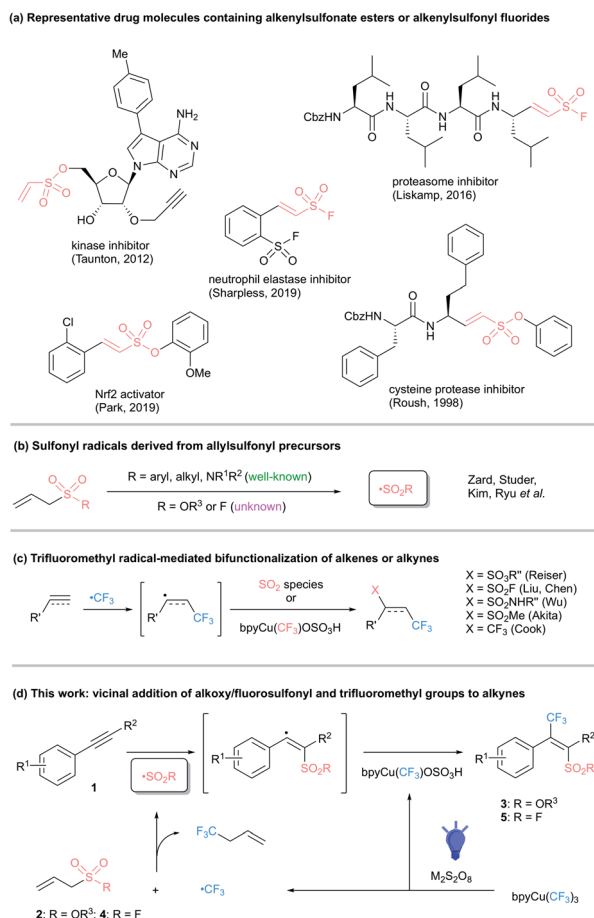 (a) Representative drug molecules containing alkenylsulfonate esters or alkenylsulfonyl fluorides
Me
NH₂
N
N
N
O
O
S
O
O
HO
O
kinase inhibitor
(Taunton, 2012)
CbzHN
O
H
N
N
H
O
O
H
N
N
H
O
O
O
S
F
proteasome inhibitor
(Liskamp, 2016)
O
O
S
F
F
S
O
O
neutrophil elastase inhibitor
(Sharpless, 2019)
Cl
O
O
S
O
OMe
Nrf2 activator
(Park, 2019)
CbzHN
O
N
H
S
O
O
O
cysteine protease inhibitor
(Roush, 1998)
(b) Sulfonyl radicals derived from allylsulfonyl precursors
O
O
S
R
R = aryl, alkyl, NR¹R² (well-known)
R = OR³ or F (unknown)
•SO₂R
Zard, Studer,
Kim, Ryu et al.
(c) Trifluoromethyl radical-mediated bifunctionalization of alkenes or alkynes
R'
•CF₃
R'
CF₃
SO₂ species
or
bpyCu(CF₃)OSO₃H
X
R'
CF₃
X = SO₃R" (Reiser)
X = SO₂F (Liu, Chen)
X = SO₂NHR" (Wu)
X = SO₂Me (Akita)
X = CF₃ (Cook)
(d) This work: vicinal addition of alkoxy/fluorosulfonyl and trifluoromethyl groups to alkynes
R²
R¹
1
•SO₂R
R²
R¹
SO₂R
bpyCu(CF₃)OSO₃H
CF₃
R²
R¹
SO₂R
3: R = OR³
5: R = F
F₃C
M₂S₂O₈
O
O
S
R
+
•CF₃
bpyCu(CF₃)₃
2: R = OR³; 4: R = F